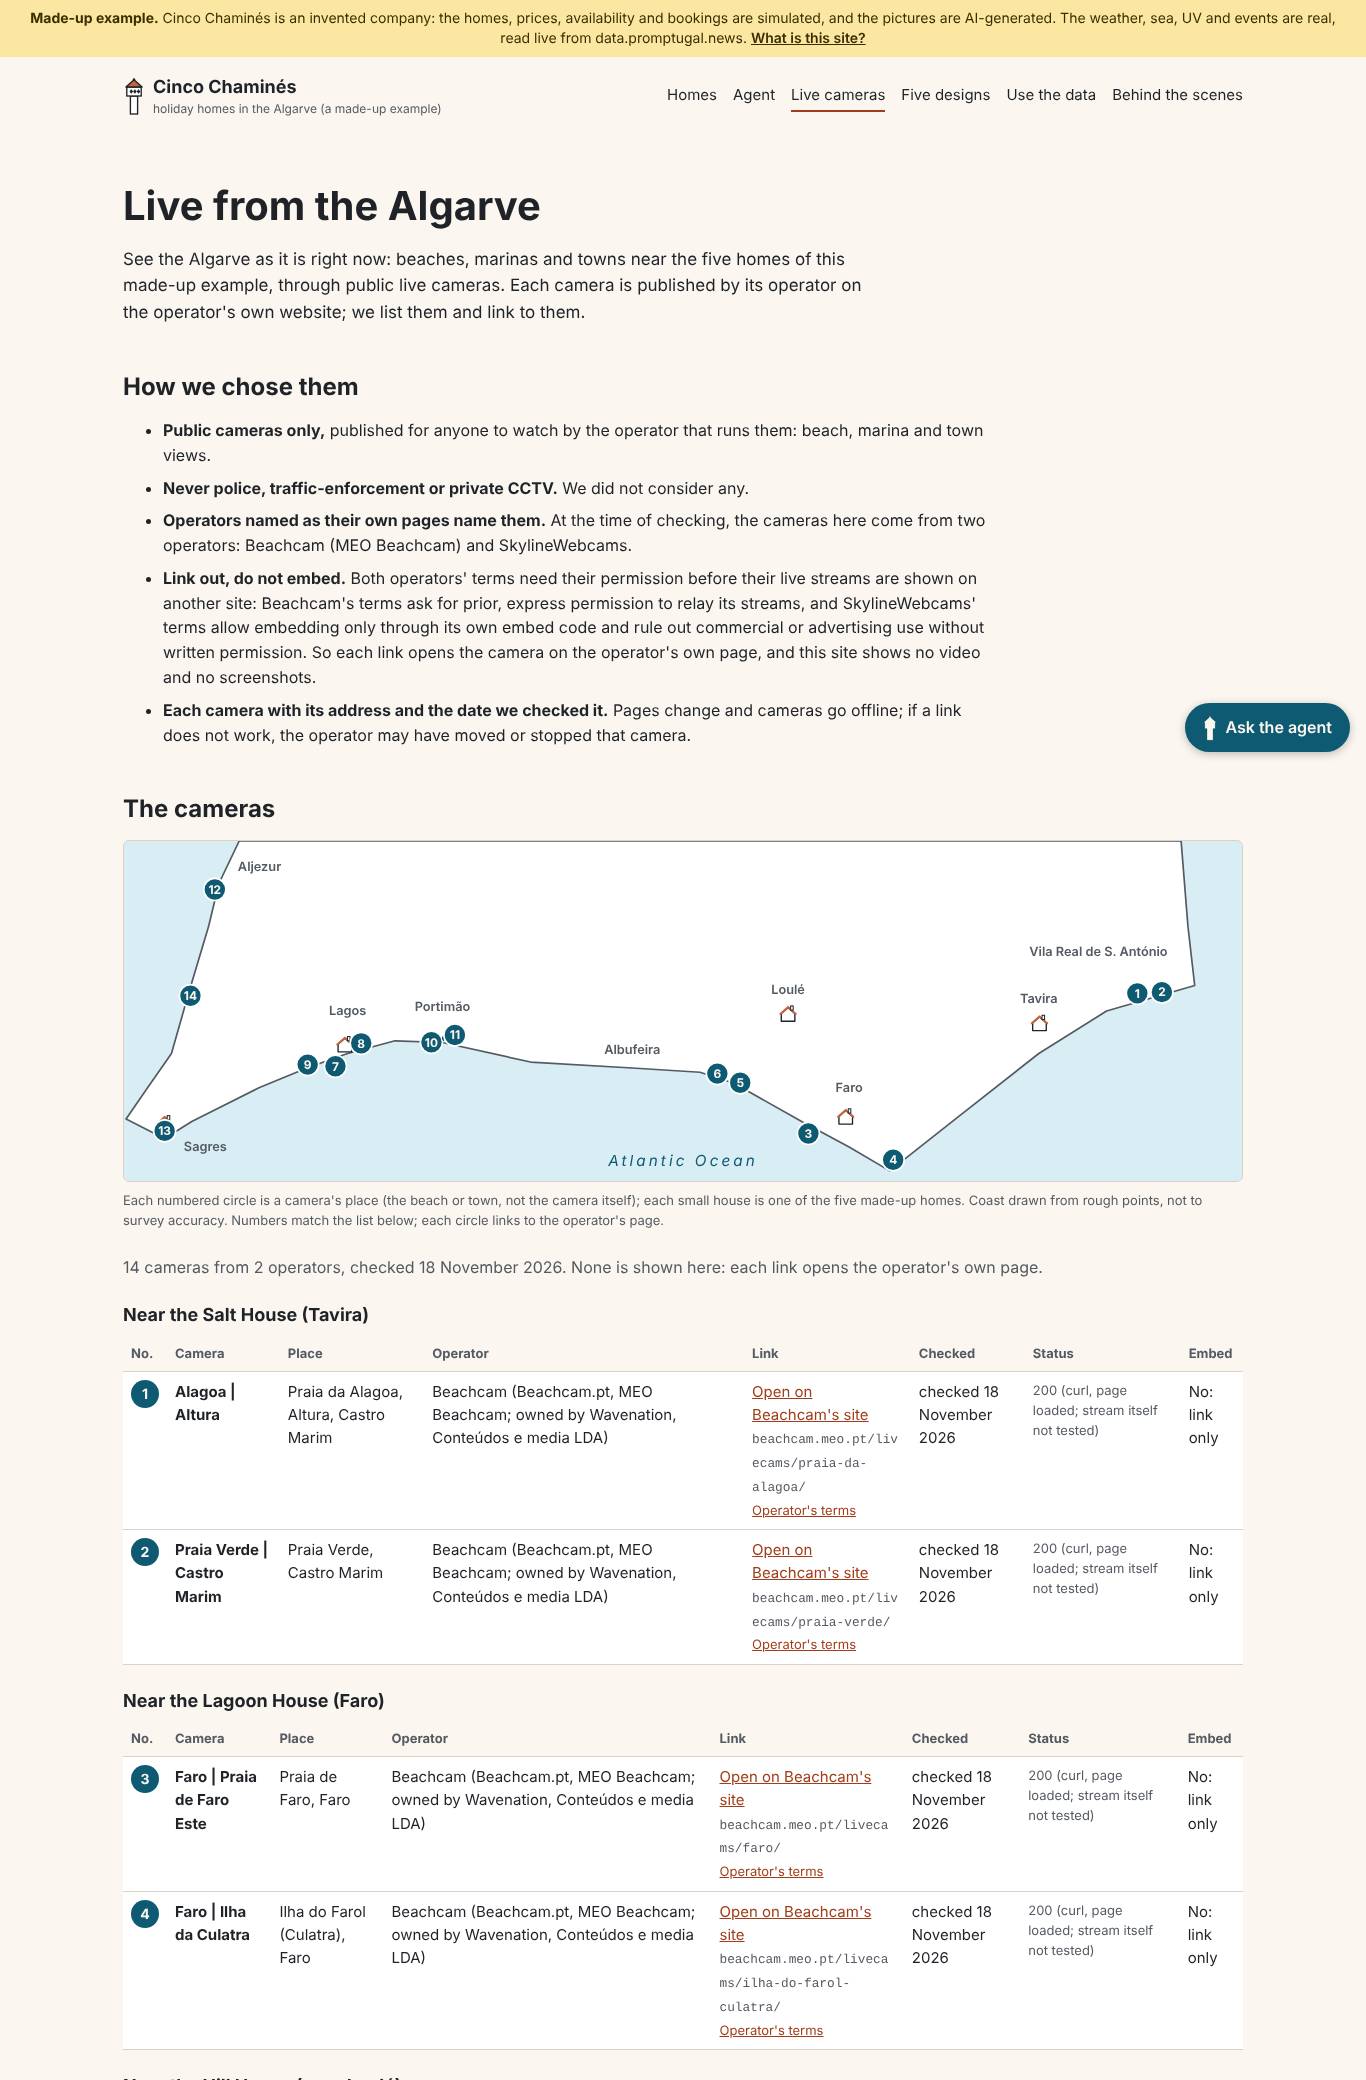 Made-up example. Cinco Chaminés is an invented company: the homes, prices, availability and bookings are simulated, and the pictures are AI-generated. The weather, sea, UV and events are real,
read live from data.promptugal.news. What is this site?
Cinco Chaminés
holiday homes in the Algarve (a made-up example)
Homes Agent Live cameras Five designs Use the data Behind the scenes
Live from the Algarve
See the Algarve as it is right now: beaches, marinas and towns near the five homes of this
made-up example, through public live cameras. Each camera is published by its operator on
the operator's own website; we list them and link to them.
How we chose them
• Public cameras only, published for anyone to watch by the operator that runs them: beach, marina and town
views.
• Never police, traffic-enforcement or private CCTV. We did not consider any.
• Operators named as their own pages name them. At the time of checking, the cameras here come from two
operators: Beachcam (MEO Beachcam) and SkylineWebcams.
• Link out, do not embed. Both operators' terms need their permission before their live streams are shown on
another site: Beachcam's terms ask for prior, express permission to relay its streams, and SkylineWebcams'
terms allow embedding only through its own embed code and rule out commercial or advertising use without
written permission. So each link opens the camera on the operator's own page, and this site shows no video
and no screenshots.
• Each camera with its address and the date we checked it. Pages change and cameras go offline; if a link
does not work, the operator may have moved or stopped that camera.
Ask the agent
The cameras
Aljezur
12
Vila Real de S. António
14
Loulé
Tavira
1 2
Lagos
Portimão
8
10 11
9 7
Albufeira
6 5
Faro
3
13
Sagres
Atlantic Ocean
4
Each numbered circle is a camera's place (the beach or town, not the camera itself); each small house is one of the five made-up homes. Coast drawn from rough points, not to
survey accuracy. Numbers match the list below; each circle links to the operator's page.
14 cameras from 2 operators, checked 18 November 2026. None is shown here: each link opens the operator's own page.
Near the Salt House (Tavira)
No. Camera Place Operator Link Checked Status Embed
1 Alagoa | Praia da Alagoa, Beachcam (Beachcam.pt, MEO Open on checked 18 200 (curl, page No:
Altura Altura, Castro Beachcam; owned by Wavenation, Beachcam's site November loaded; stream itself link
Marim Conteúdos e media LDA) beachcam.meo.pt/liv 2026 not tested) only
ecams/praia-da-
alagoa/
Operator's terms
2 Praia Verde | Praia Verde, Beachcam (Beachcam.pt, MEO Open on checked 18 200 (curl, page No:
Castro Castro Marim Beachcam; owned by Wavenation, Beachcam's site November loaded; stream itself link
Marim Conteúdos e media LDA) beachcam.meo.pt/liv 2026 not tested) only
ecams/praia-verde/
Operator's terms
Near the Lagoon House (Faro)
No. Camera Place Operator Link Checked Status Embed
3 Faro | Praia Praia de Beachcam (Beachcam.pt, MEO Beachcam; Open on Beachcam's checked 18 200 (curl, page No:
de Faro Faro, Faro owned by Wavenation, Conteúdos e media site November loaded; stream itself link
Este LDA) beachcam.meo.pt/liveca 2026 not tested) only
ms/faro/
Operator's terms
4 Faro | Ilha Ilha do Farol Beachcam (Beachcam.pt, MEO Beachcam; Open on Beachcam's checked 18 200 (curl, page No:
da Culatra (Culatra), owned by Wavenation, Conteúdos e media site November loaded; stream itself link
Faro LDA) beachcam.meo.pt/liveca 2026 not tested) only
ms/ilha-do-farol-
culatra/
Operator's terms